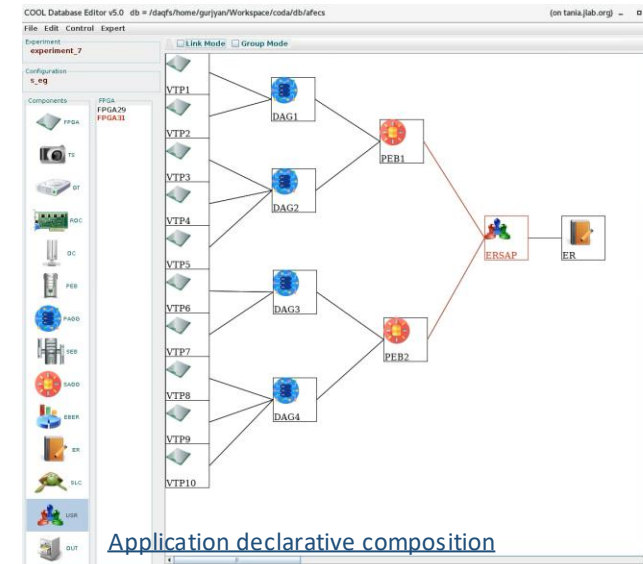 COOL Database Editor v5.0 db = /daqfs/home/gurjyan/Workspace/coda/db/afecs (on tania.jlab.org)
File Edit Control Expert
Experiment
experiment_7
Configuration
s_eg
Components
FPGA
TS
GT
ROC
DC
PEB
PAGG
SEB
SAGG
EBER
ER
SLC
USR
OUT
FPGA
FPGA29
FPGA31
Link Mode Group Mode
VTP1
VTP2
VTP3
VTP4
VTP5
VTP6
VTP7
VTP8
VTP9
VTP10
DAG1
DAG2
DAG3
DAG4
PEB1
PEB2
ERSAP
ER
Application declarative composition